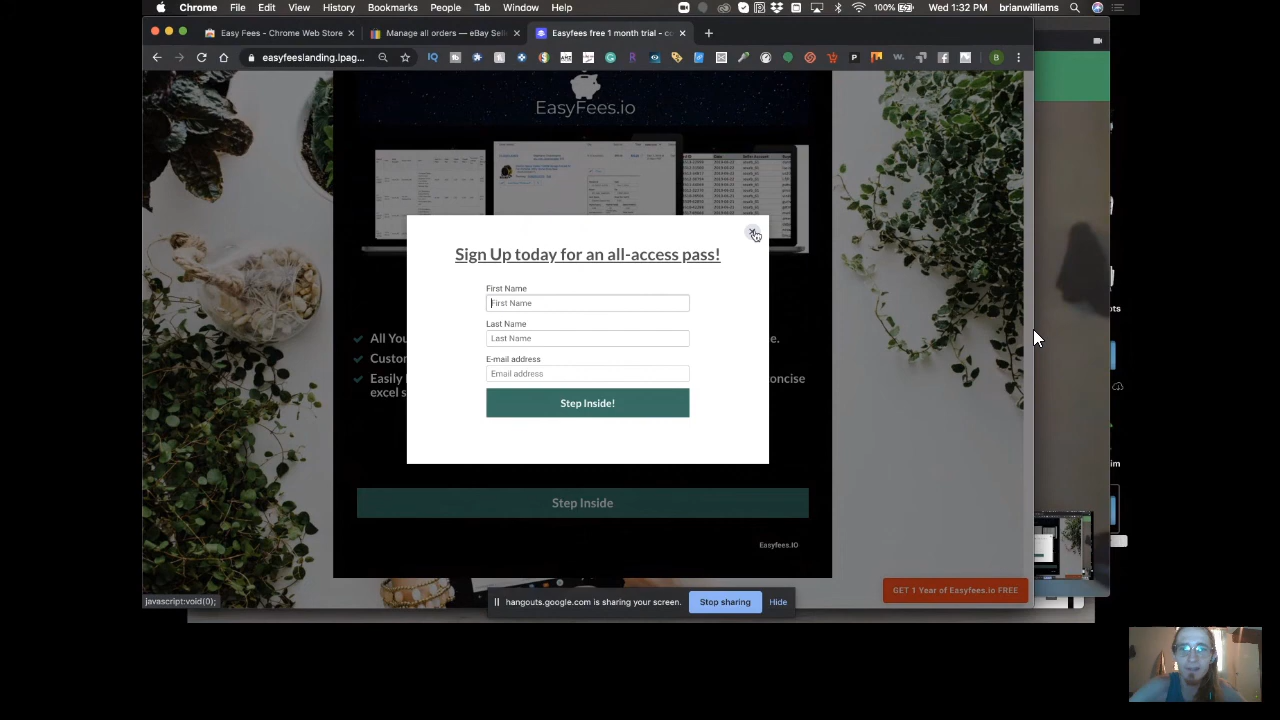 Chrome File Edit View History Bookmarks People Tab Window Help 100% Wed 1:32 PM brianwilliams
Easy Fees - Chrome Web Store
Manage all orders — eBay Sell
Easyfees free 1 month trial - co
easyfeeslanding.lpag...
EasyFees.io
Sign Up today for an all-access pass!
First Name
First Name
Last Name
Last Name
E-mail address
Email address
Step Inside!
All You
e.
Custom
Easily
concise
excel s
Step Inside
Easyfees.IO
GET 1 Year of Easyfees.io FREE
javascript:void(0);
hangouts.google.com is sharing your screen. Stop sharing Hide